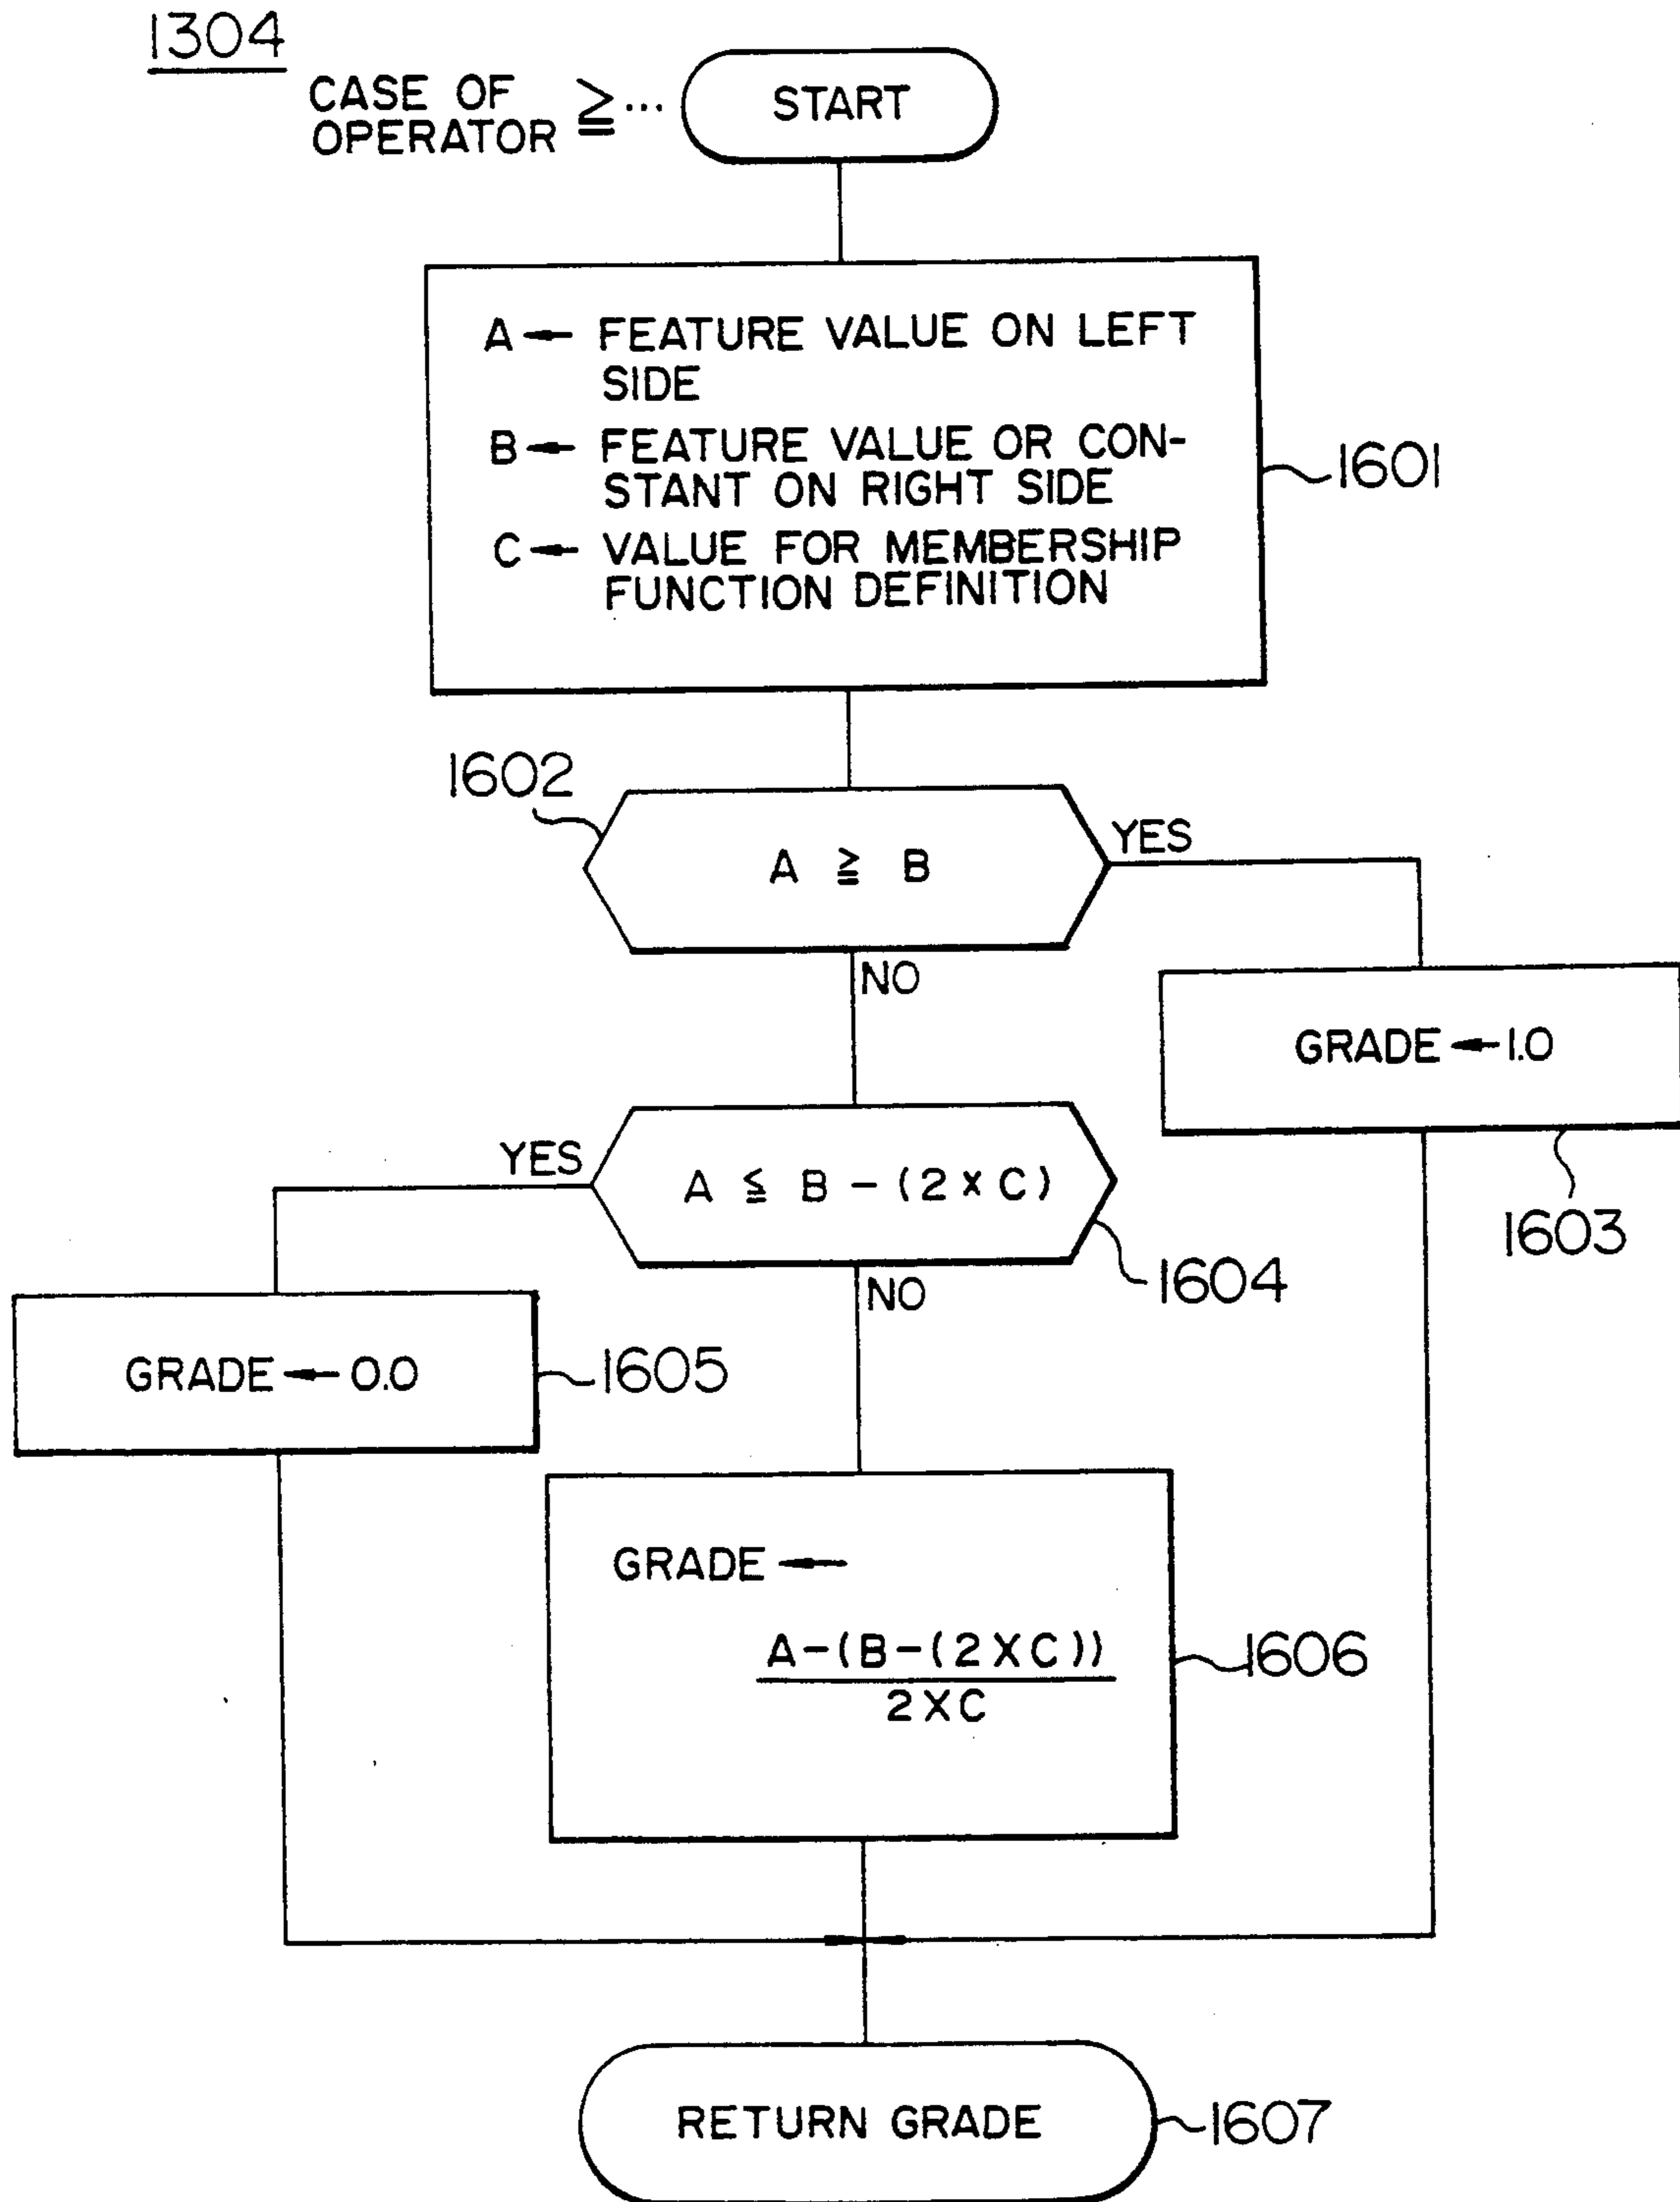 1304
CASE OF
OPERATOR ≧ ...
START
A ← FEATURE VALUE ON LEFT
SIDE
B ← FEATURE VALUE OR CON-
STANT ON RIGHT SIDE
C ← VALUE FOR MEMBERSHIP
FUNCTION DEFINITION
1601
1602
A ≧ B
YES
NO
GRADE ← 1.0
1603
YES
A ≦ B - (2 X C)
1604
NO
GRADE ← 0.0
1605
GRADE ←
A-(B-(2XC))
2XC
1606
RETURN GRADE
1607